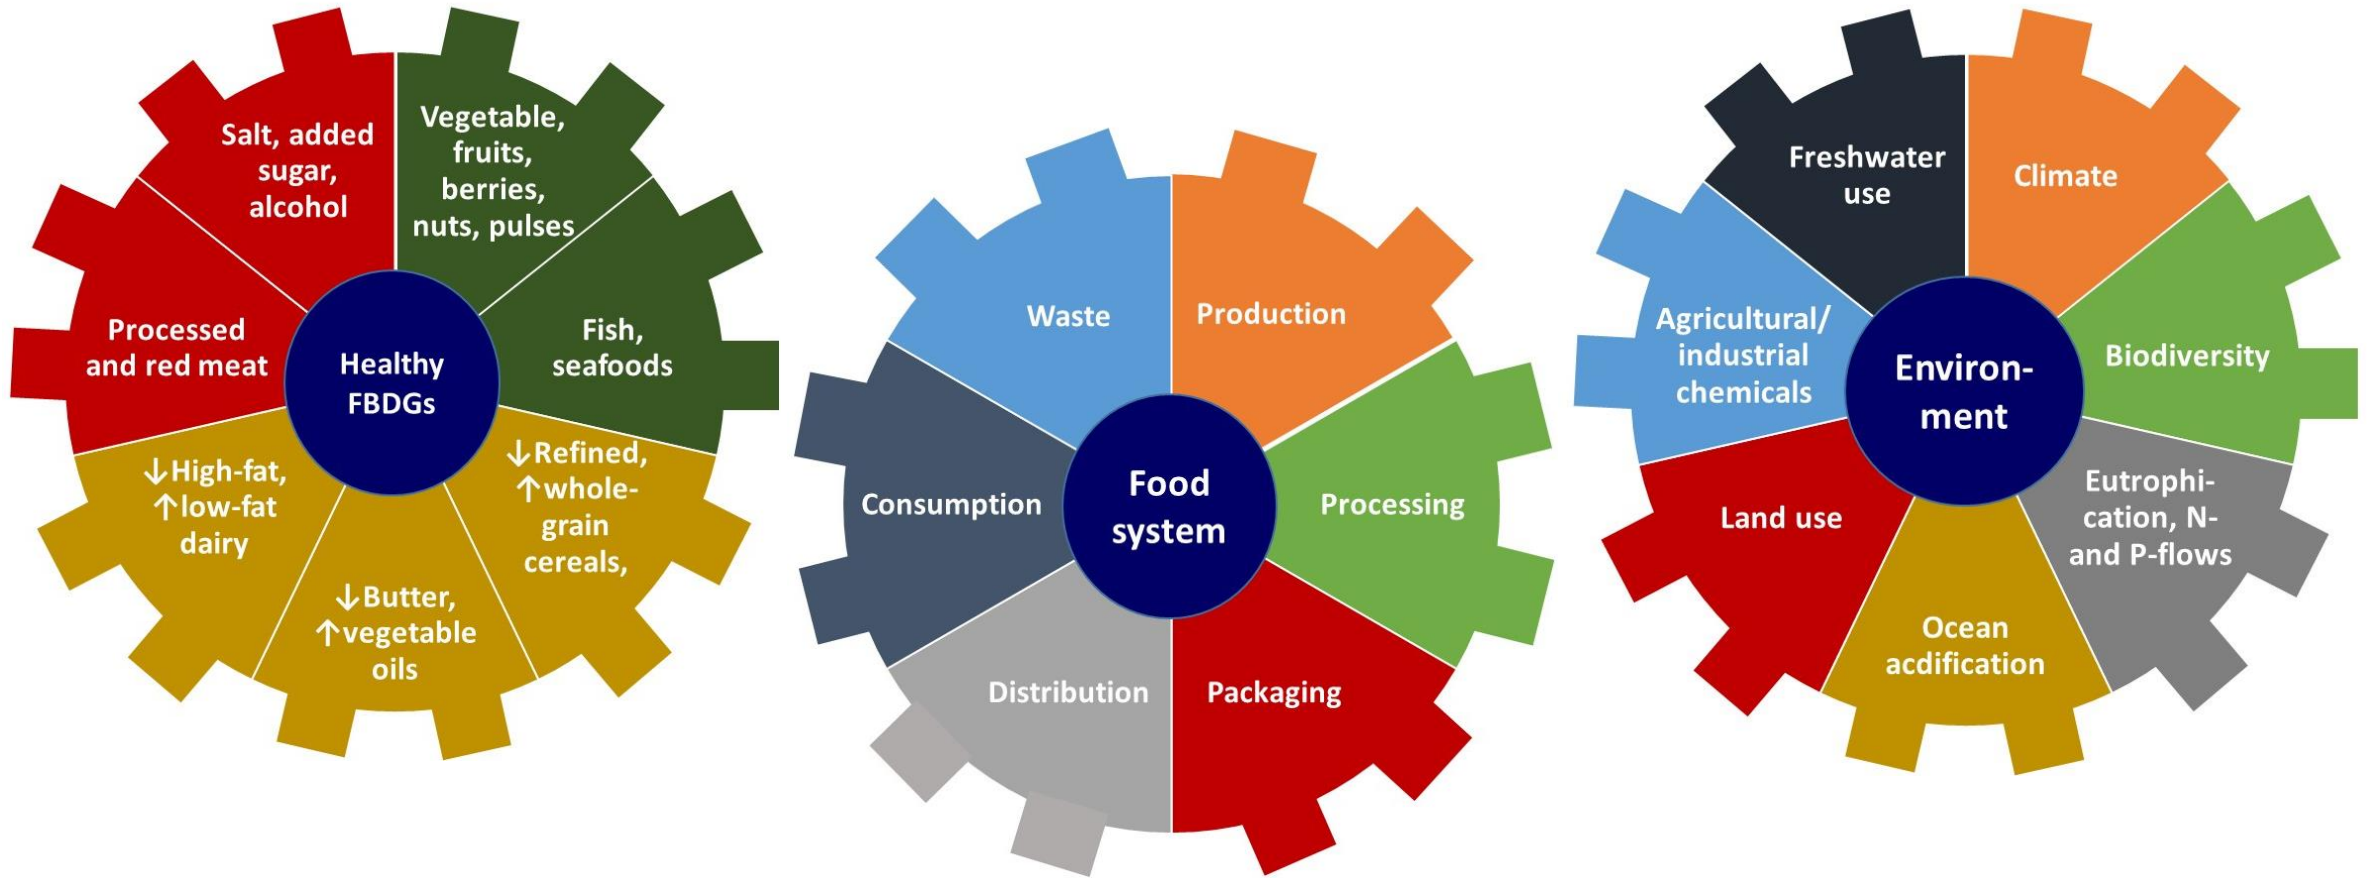 Salt, added
sugar,
alcohol
Vegetable,
fruits,
berries,
nuts, pulses
Processed
and red meat
Healthy
FBDGs
Fish,
seafoods
↓High-fat,
↑low-fat
dairy
↓Butter,
↑vegetable
oils
↓Refined,
↑whole-
grain
cereals,
Waste
Production
Consumption
Food
system
Processing
Distribution
Packaging
Freshwater
use
Climate
Agricultural/
industrial
chemicals
Environ-
ment
Biodiversity
Land use
Ocean
acdification
Eutrophi-
cation, N-
and P-flows